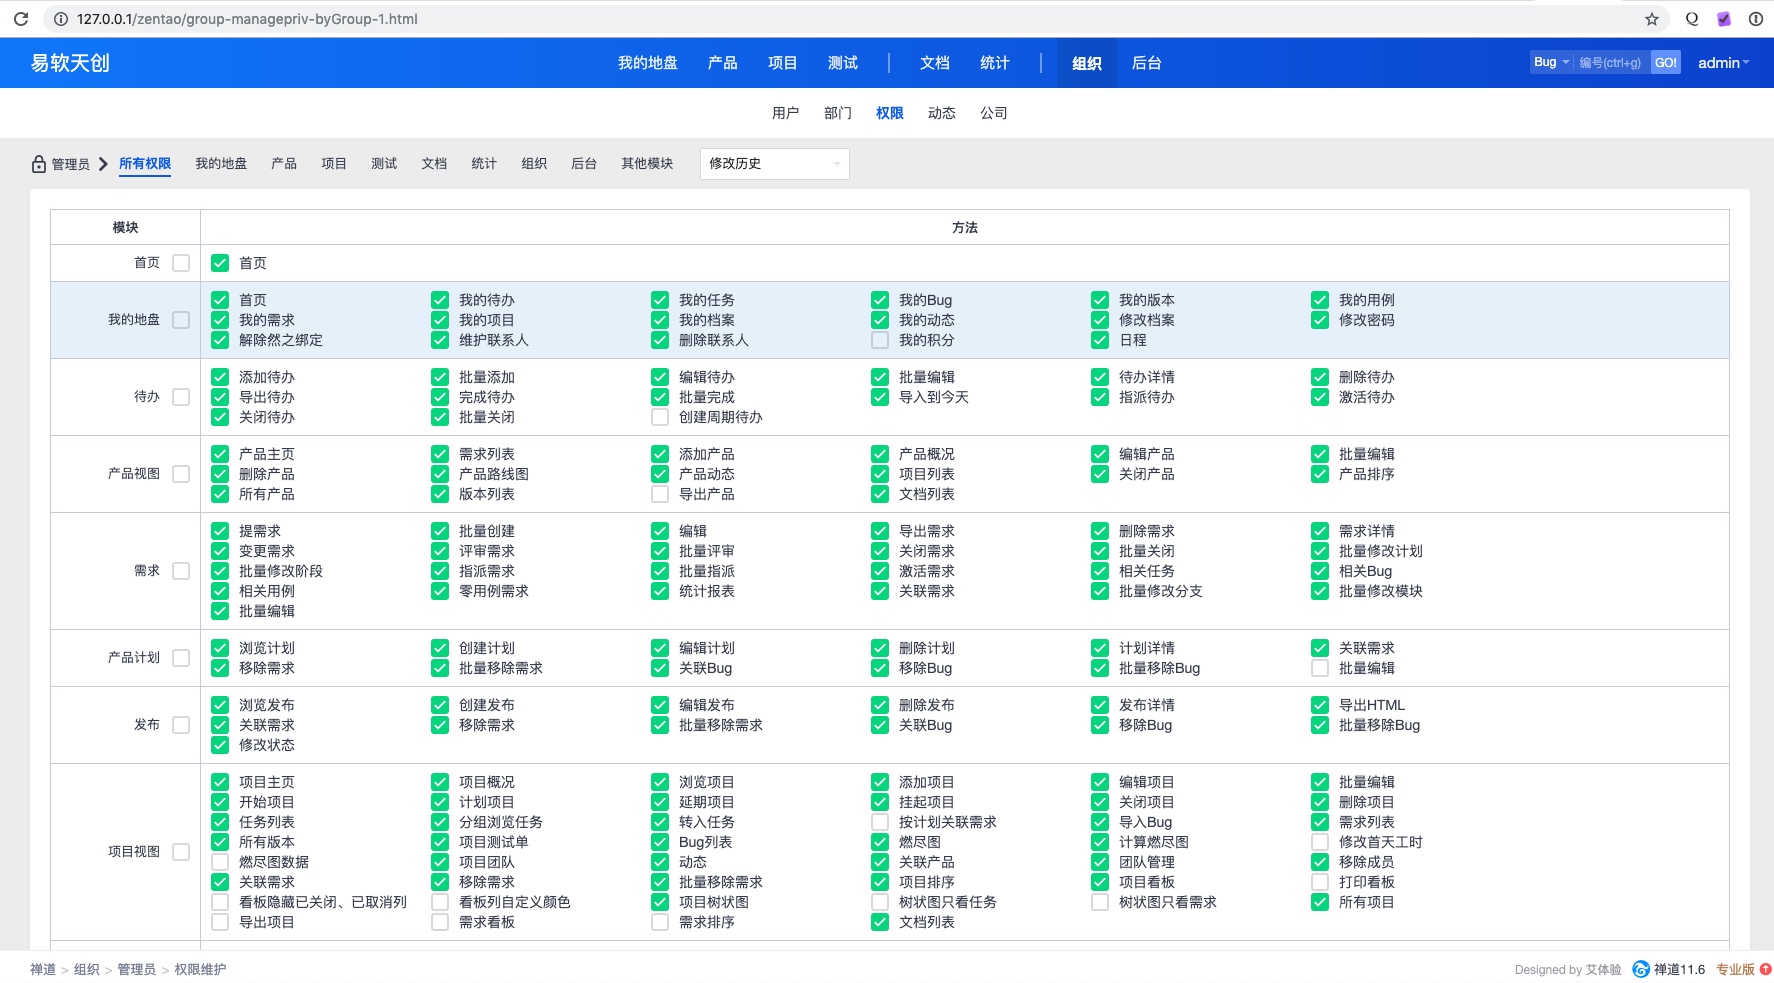 127.0.0.1/zentao/group-managepriv-byGroup-1.html
易软天创 我的地盘 产品 项目 测试 | 文档 统计 | 组织 后台 Bug 编号(ctrl+g) GO! admin
用户 部门 权限 动态 公司
管理员 所有权限 我的地盘 产品 项目 测试 文档 统计 组织 后台 其他模块 修改历史
模块 方法
首页 首页
首页 我的待办 我的任务 我的Bug 我的版本 我的用例
我的地盘 我的需求 我的项目 我的档案 我的动态 修改档案 修改密码
解除然之绑定 维护联系人 删除联系人 我的积分 日程
添加待办 批量添加 编辑待办 批量编辑 待办详情 删除待办
待办 导出待办 完成待办 批量完成 导入到今天 指派待办 激活待办
关闭待办 批量关闭 创建周期待办
产品主页 需求列表 添加产品 产品概况 编辑产品 批量编辑
产品视图 删除产品 产品路线图 产品动态 项目列表 关闭产品 产品排序
所有产品 版本列表 导出产品 文档列表
提需求 批量创建 编辑 导出需求 删除需求 需求详情
变更需求 评审需求 批量评审 关闭需求 批量关闭 批量修改计划
需求 批量修改阶段 指派需求 批量指派 激活需求 相关任务 相关Bug
相关用例 零用例需求 统计报表 关联需求 批量修改分支 批量修改模块
批量编辑
产品计划 浏览计划 创建计划 编辑计划 删除计划 计划详情 关联需求
移除需求 批量移除需求 关联Bug 移除Bug 批量移除Bug 批量编辑
浏览发布 创建发布 编辑发布 删除发布 发布详情 导出HTML
发布 关联需求 移除需求 批量移除需求 关联Bug 移除Bug 批量移除Bug
修改状态
项目主页 项目概况 浏览项目 添加项目 编辑项目 批量编辑
开始项目 计划项目 延期项目 挂起项目 关闭项目 删除项目
任务列表 分组浏览任务 转入任务 按计划关联需求 导入Bug 需求列表
所有版本 项目测试单 Bug列表 燃尽图 计算燃尽图 修改首天工时
项目视图 燃尽图数据 项目团队 动态 关联产品 团队管理 移除成员
关联需求 移除需求 批量移除需求 项目排序 项目看板 打印看板
看板隐藏已关闭、已取消列 看板列自定义颜色 项目树状图 树状图只看任务 树状图只看需求 所有项目
导出项目 需求看板 需求排序 文档列表
禅道 > 组织 > 管理员 > 权限维护 Designed by 艾体验 禅道11.6 专业版